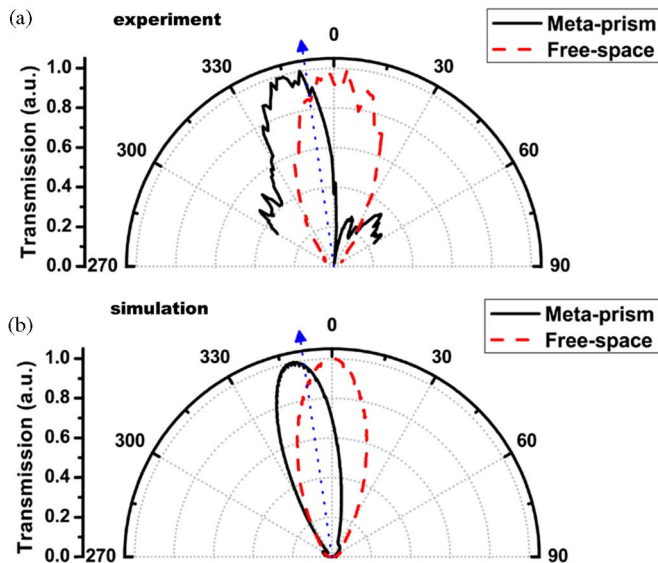 (a)
experiment
Meta-prism
Free-space
Transmission (a.u.)
1.0
0.8
0.6
0.4
0.2
0.0
270
300
330
0
30
60
90
(b)
simulation
Meta-prism
Free-space
Transmission (a.u.)
1.0
0.8
0.6
0.4
0.2
0.0
270
300
330
0
30
60
90